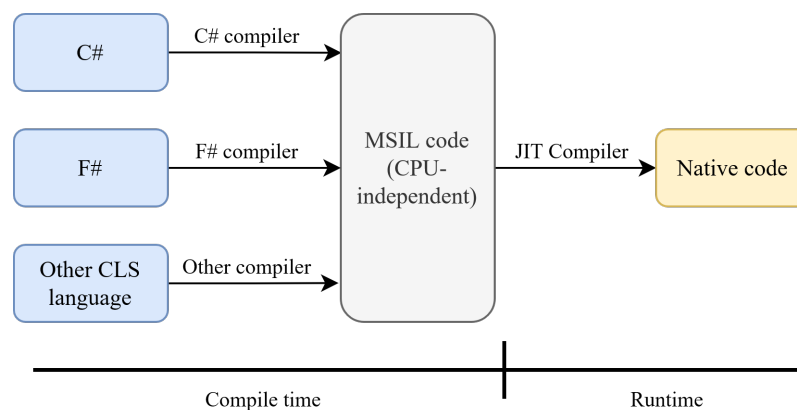 C#
C# compiler
F#
F# compiler
MSIL code
(CPU-
independent)
JIT Compiler
Native code
Other CLS
language
Other compiler
Compile time
Runtime